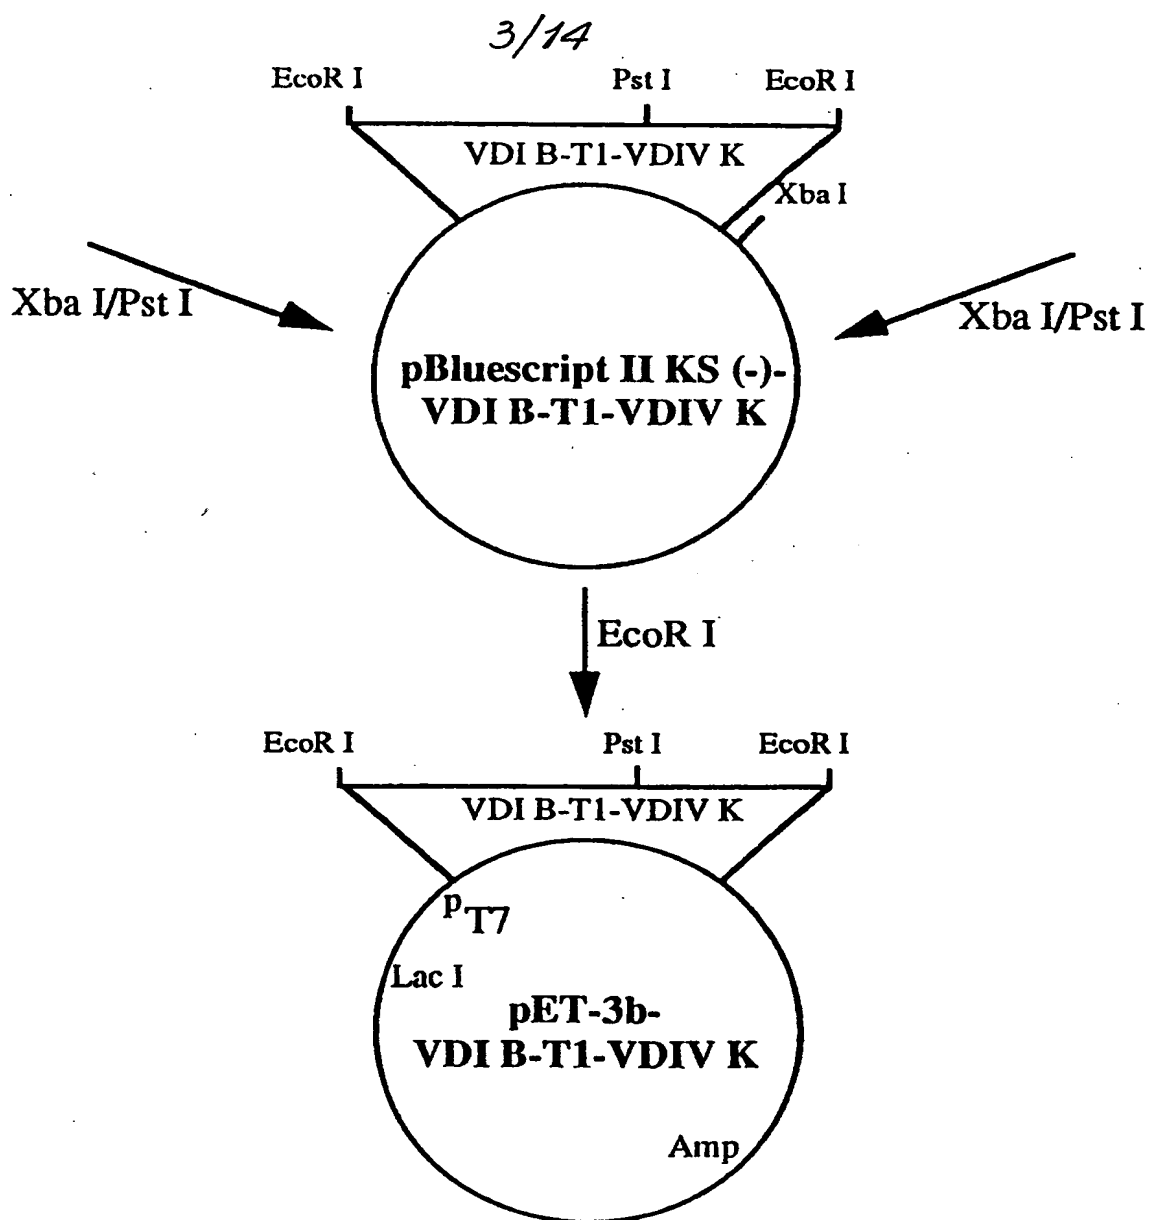 3/14
EcoR I Pst I EcoR I
VDI B-T1-VDIV K
Xba I
Xba I/Pst I
Xba I/Pst I
pBluescript II KS (-)-
VDI B-T1-VDIV K
EcoR I
EcoR I Pst I EcoR I
VDI B-T1-VDIV K
PT7
Lac I
pET-3b-
VDI B-T1-VDIV K
Amp